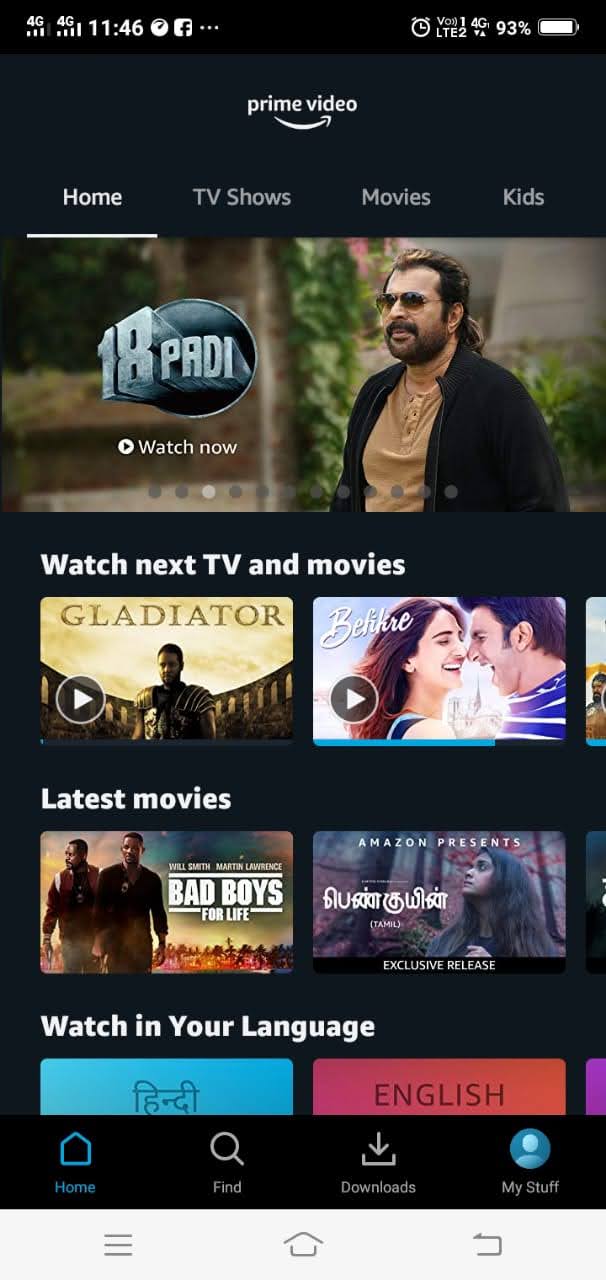 4G 4G 11:46 ... Vo)) 1 LTE2 4G 93%
prime video
Home TV Shows Movies Kids
18 PADI
Watch now
Watch next TV and movies
GLADIATOR Befikre
Latest movies
WILL SMITH MARTIN LAWRENCE
BAD BOYS
FOR LIFE
AMAZON PRESENTS
பெண்குயின்
(TAMIL)
EXCLUSIVE RELEASE
Watch in Your Language
हिन्दी ENGLISH
Home Find Downloads My Stuff